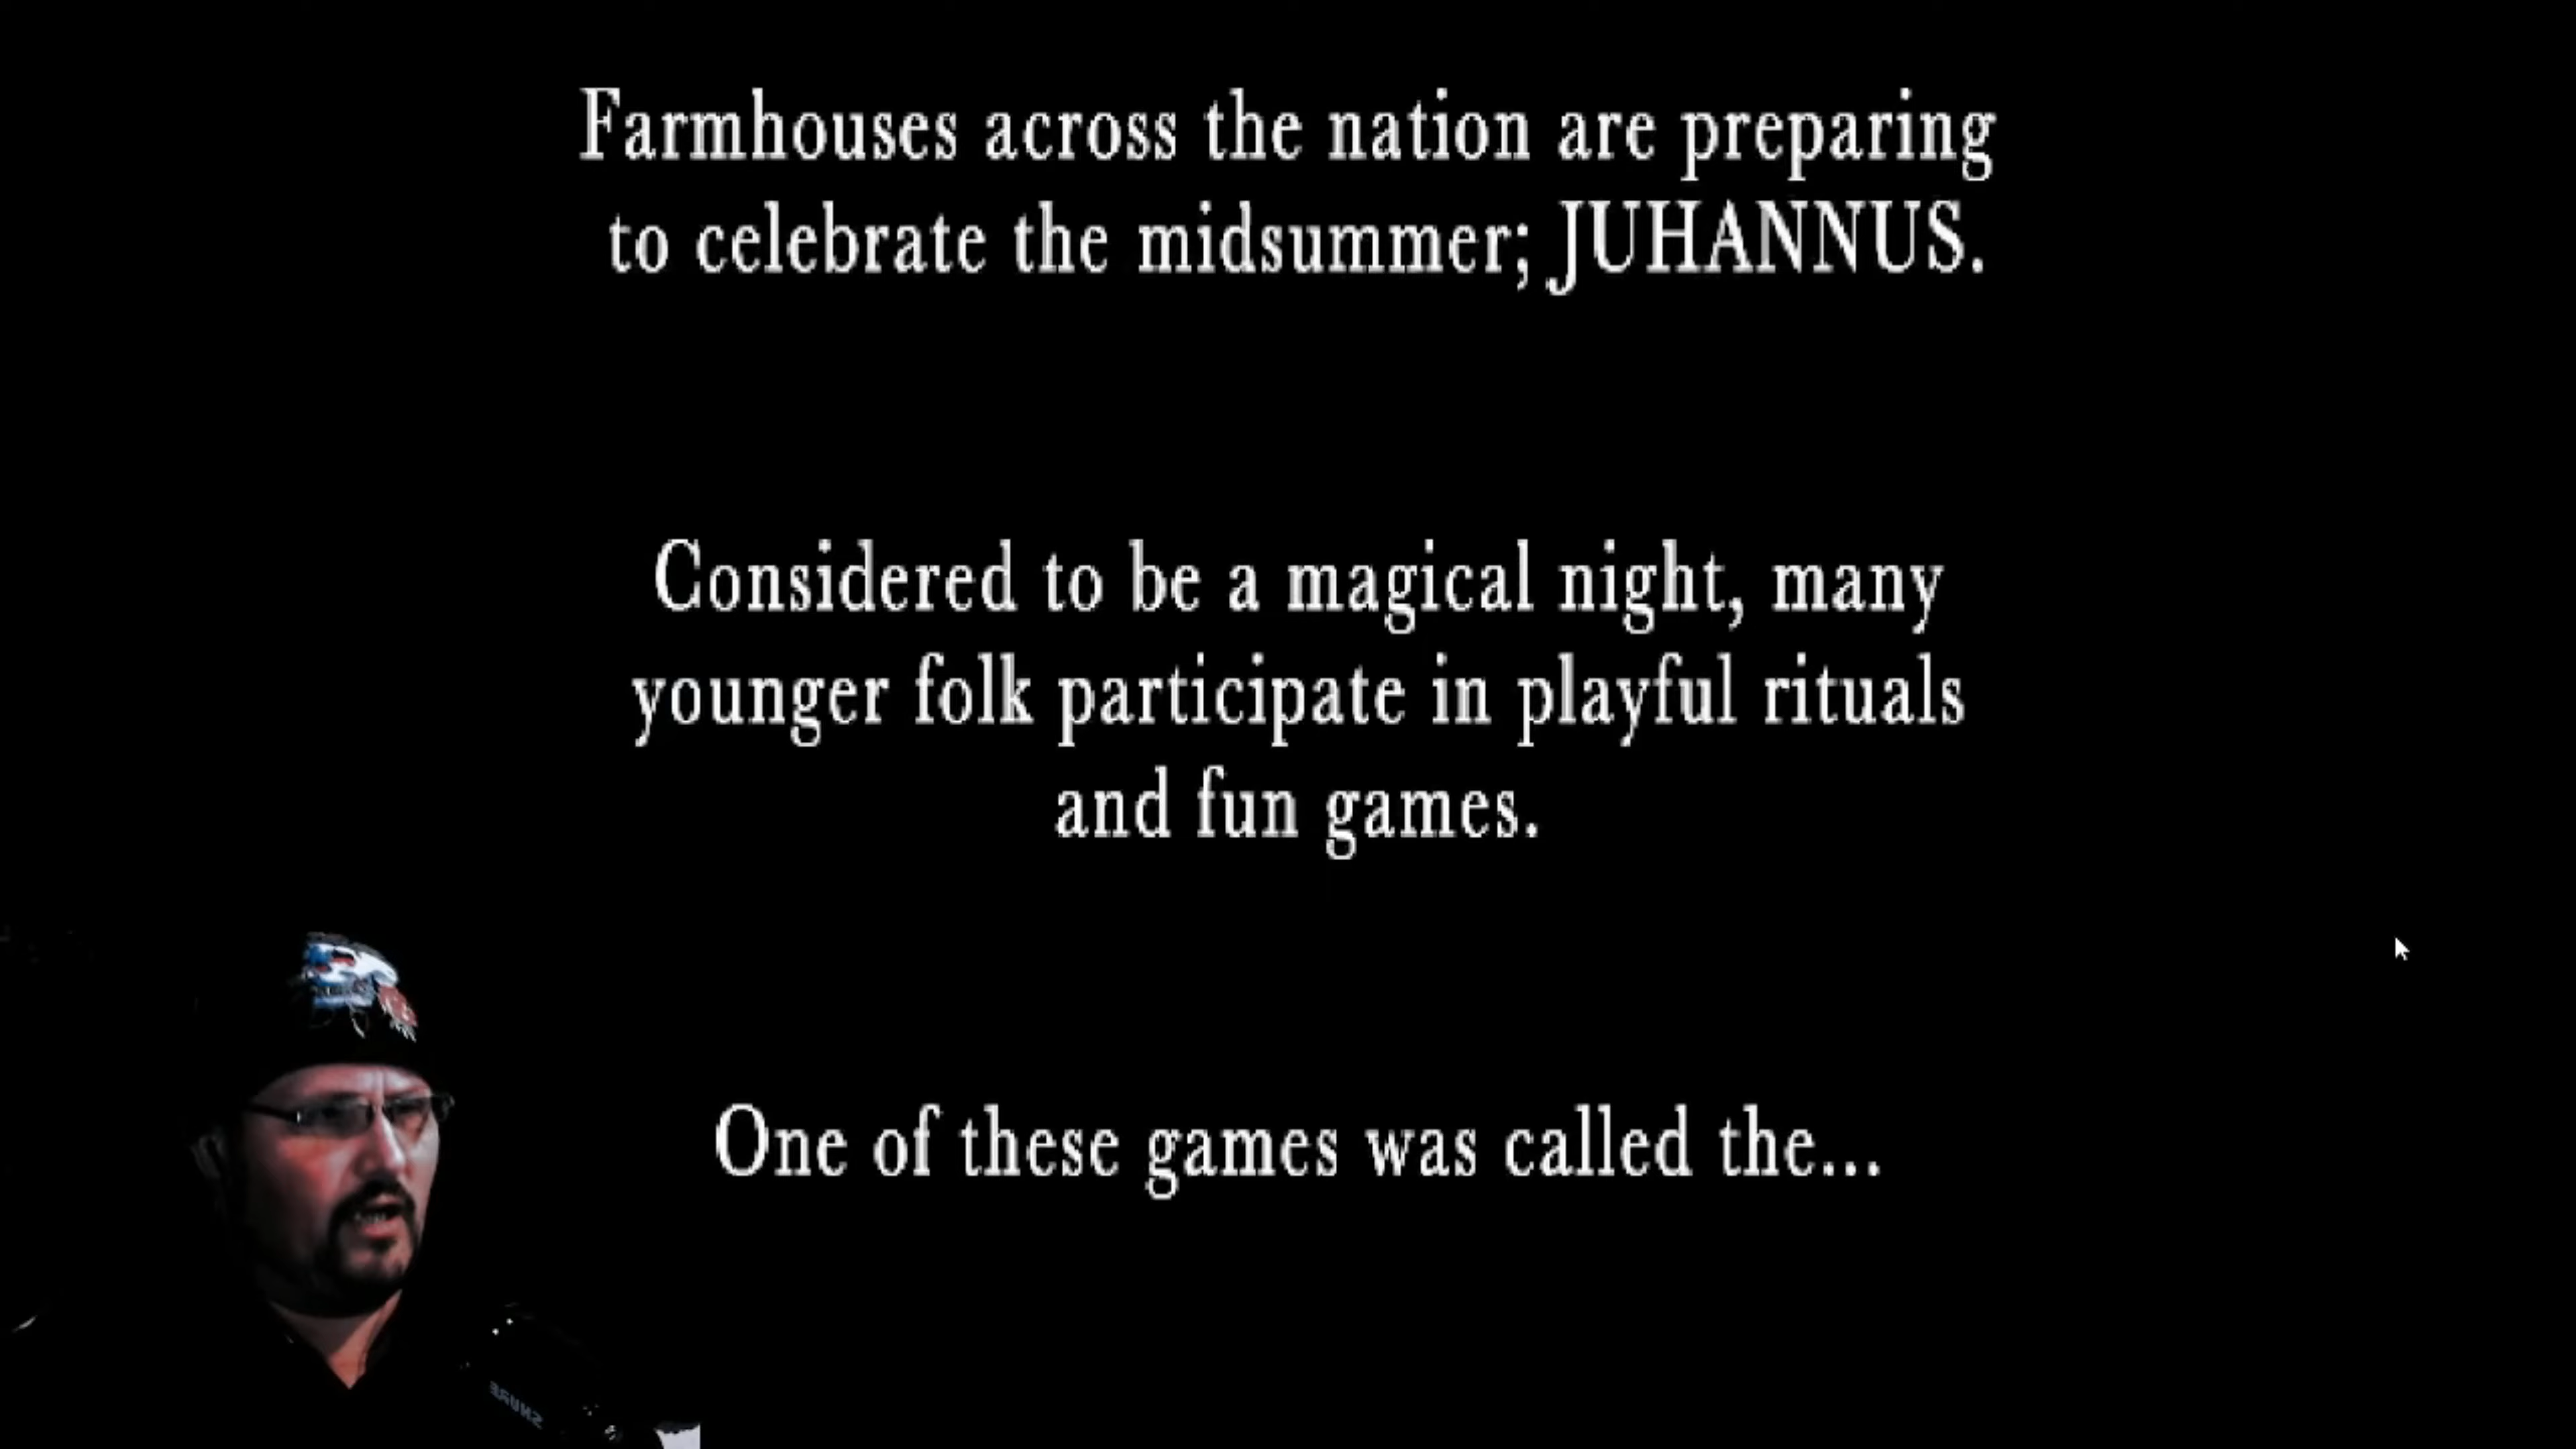 Farmhouses across the nation are preparing
to celebrate the midsummer; JUHANNUS.
Considered to be a magical night, many
younger folk participate in playful rituals
and fun games.
One of these games was called the...
SHURE